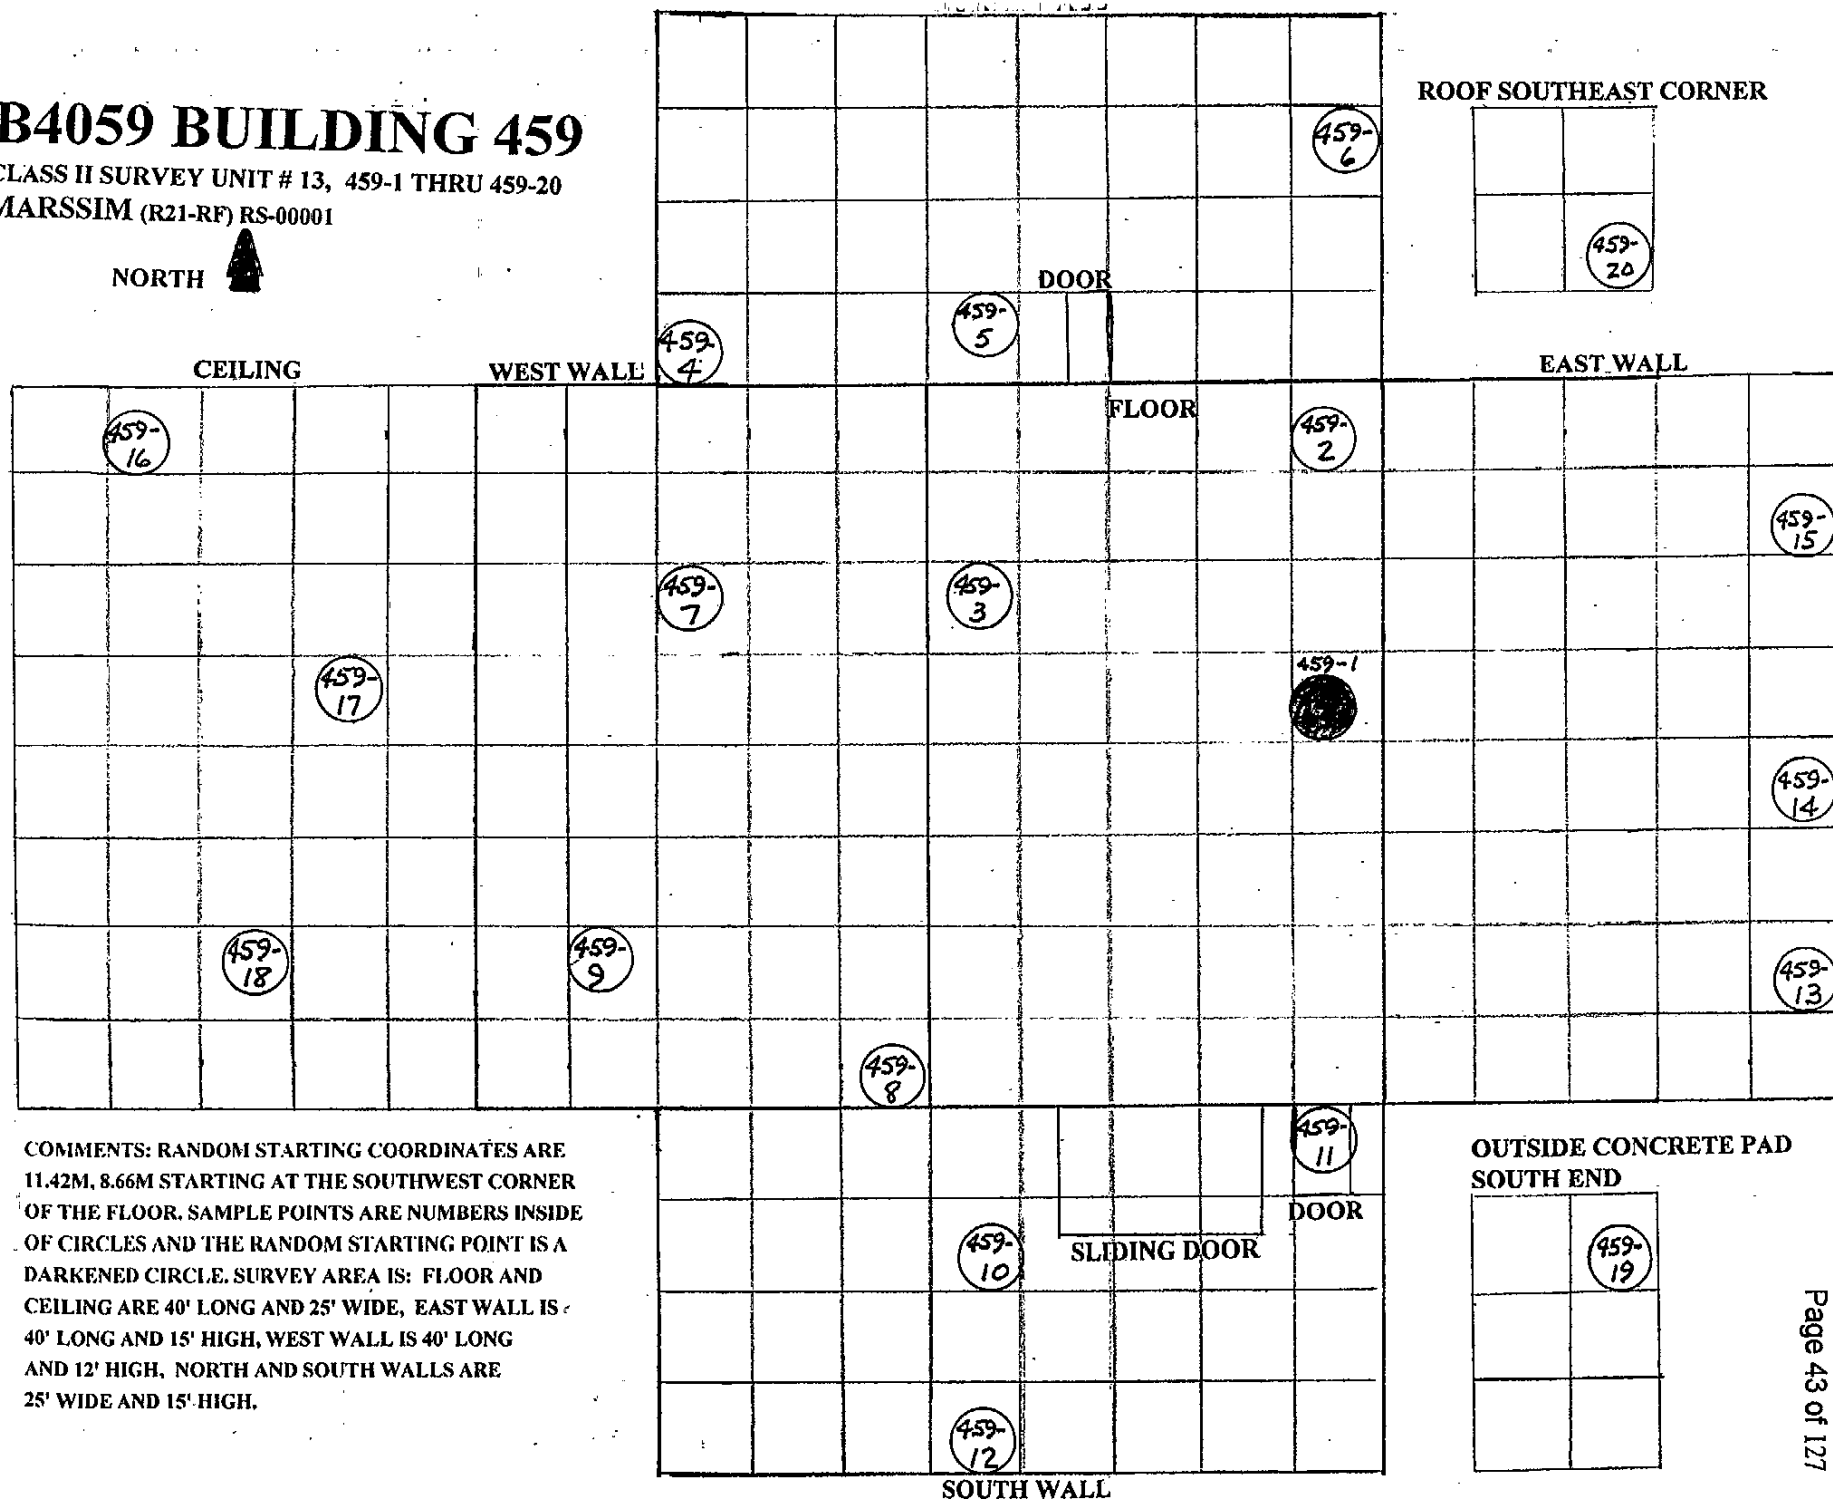 B4059 BUILDING 459
CLASS II SURVEY UNIT # 13, 459-1 THRU 459-20
MARSSIM (R21-RF) RS-00001
NORTH
ROOF SOUTHEAST CORNER
459-
6
459-
20
DOOR
459-
5
459-
4
CEILING
WEST WALL
EAST WALL
FLOOR
459-
16
459-
2
459-
15
459-
7
459-
3
459-
17
459-1
459-
14
459-
18
459-
9
459-
13
459-
8
459-
11
DOOR
SLIDING DOOR
459-
10
459-
12
SOUTH WALL
COMMENTS: RANDOM STARTING COORDINATES ARE
11.42M, 8.66M STARTING AT THE SOUTHWEST CORNER
OF THE FLOOR. SAMPLE POINTS ARE NUMBERS INSIDE
OF CIRCLES AND THE RANDOM STARTING POINT IS A
DARKENED CIRCLE. SURVEY AREA IS: FLOOR AND
CEILING ARE 40' LONG AND 25' WIDE, EAST WALL IS
40' LONG AND 15' HIGH, WEST WALL IS 40' LONG
AND 12' HIGH, NORTH AND SOUTH WALLS ARE
25' WIDE AND 15' HIGH.
OUTSIDE CONCRETE PAD
SOUTH END
459-
19
Page 43 of 127